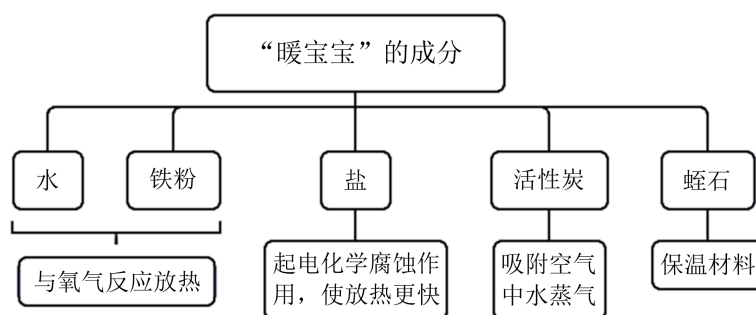 “暖宝宝”的成分
水
铁粉
盐
活性炭
蛭石
与氧气反应放热
起电化学腐蚀作
用，使放热更快
吸附空气
中水蒸气
保温材料